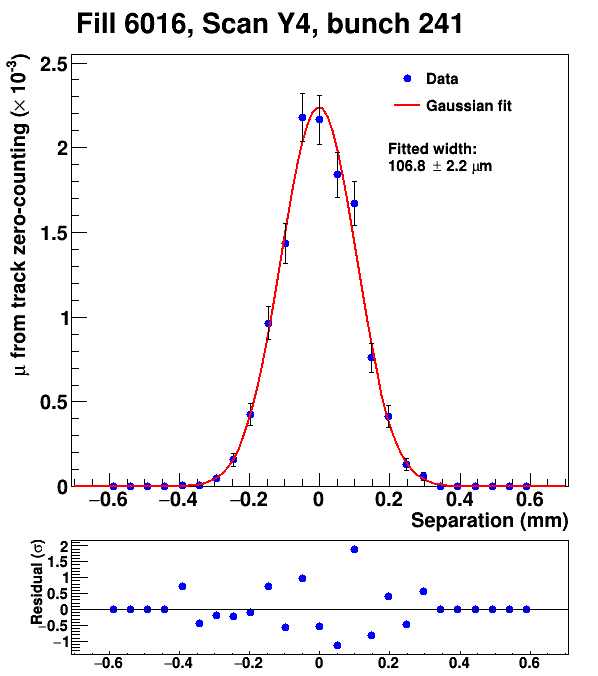 Fill 6016, Scan Y4, bunch 241
μ from track zero-counting (× 10⁻³)
2.5
2
1.5
1
0.5
0
Data
Gaussian fit
Fitted width:
106.8 ± 2.2 μm
−0.6 −0.4 −0.2 0 0.2 0.4 0.6
Separation (mm)
Residual (σ)
2
1.5
1
0.5
0
−0.5
−1
−0.6 −0.4 −0.2 0 0.2 0.4 0.6